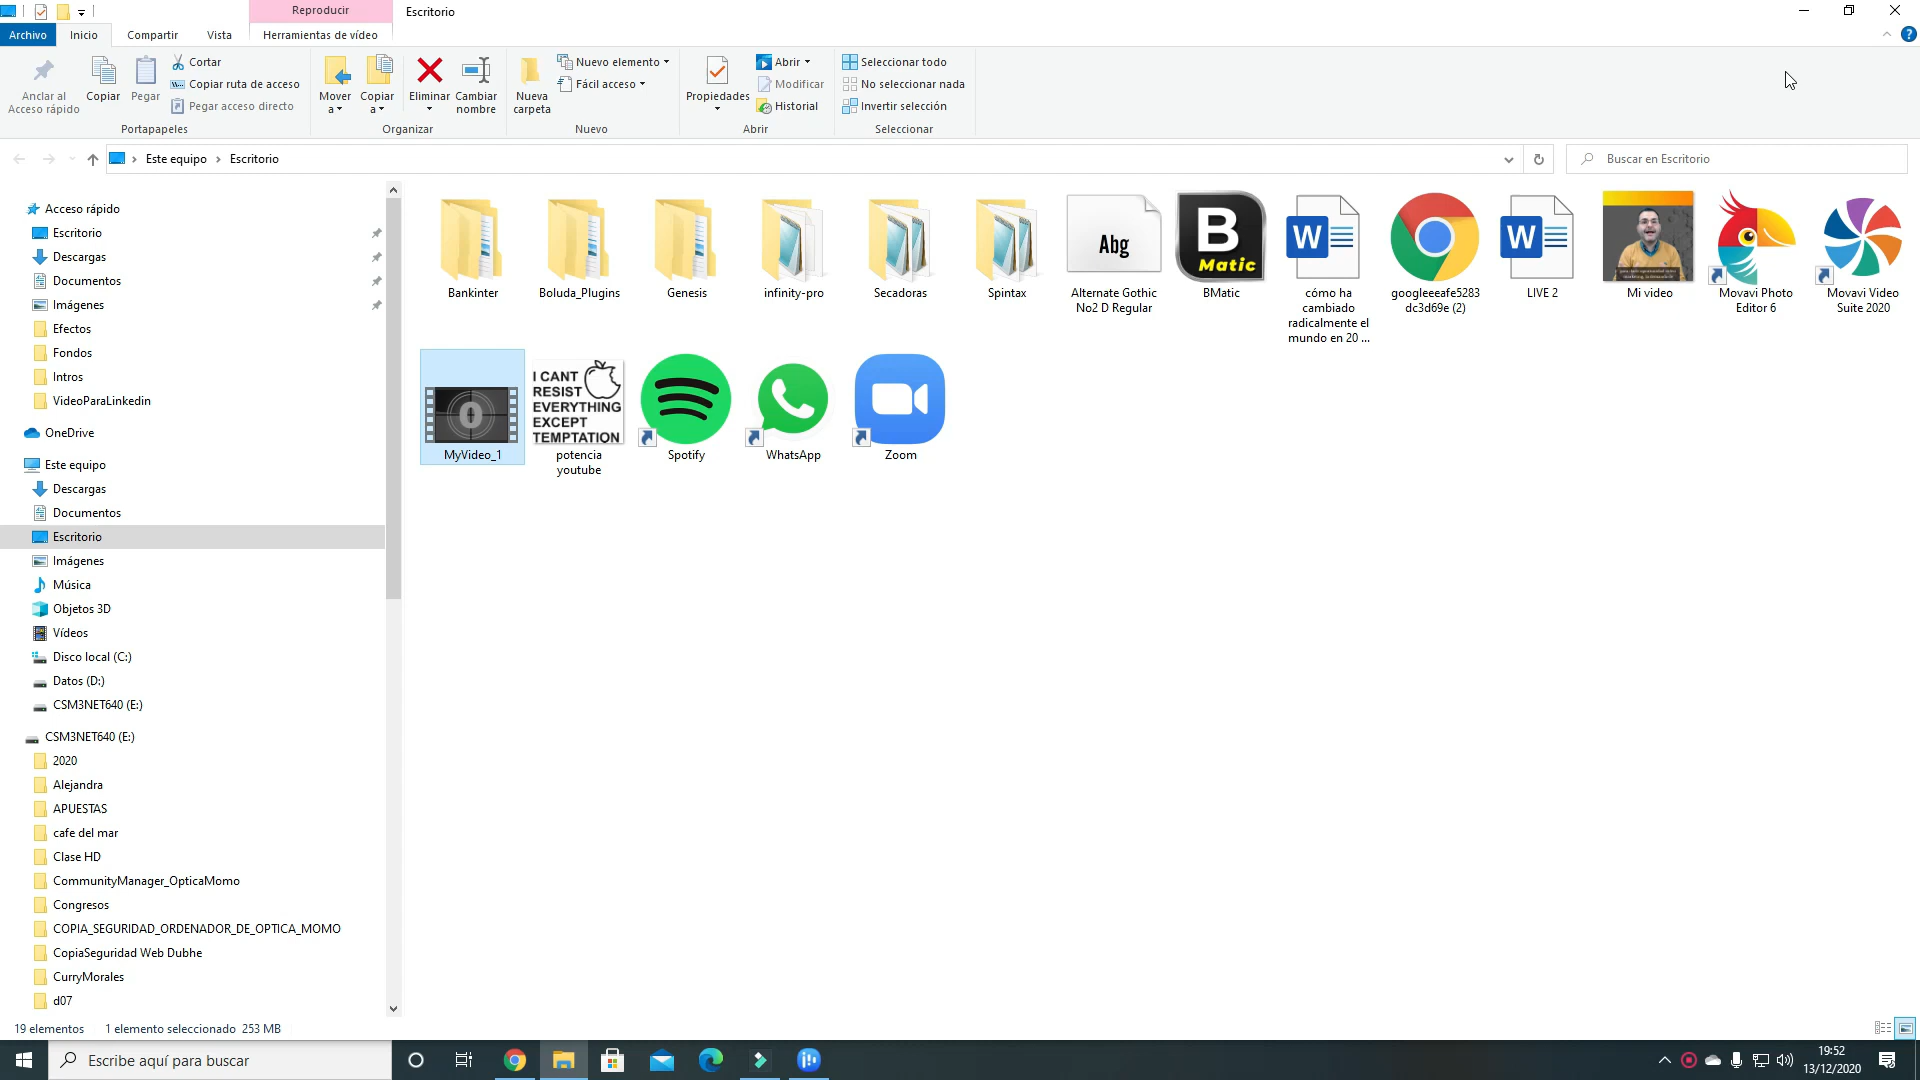 Reproducir
Escritorio
Archivo
Inicio
Compartir
Vista
Herramientas de vídeo
?
Anclar al
Acceso rápido
Copiar
Pegar
Cortar
Copiar ruta de acceso
Pegar acceso directo
Portapapeles
Mover
a
Copiar
a
Eliminar
Cambiar
nombre
Organizar
Nueva
carpeta
Nuevo elemento
Fácil acceso
Nuevo
Propiedades
Abrir
Modificar
Historial
Abrir
Seleccionar todo
No seleccionar nada
Invertir selección
Seleccionar
Este equipo
Escritorio
Buscar en Escritorio
Acceso rápido
Escritorio
Descargas
Documentos
Imágenes
Efectos
Fondos
Intros
VideoParaLinkedin
OneDrive
Este equipo
Descargas
Documentos
Escritorio
Imágenes
Música
Objetos 3D
Vídeos
Disco local (C:)
Datos (D:)
CSM3NET640 (E:)
CSM3NET640 (E:)
2020
Alejandra
APUESTAS
cafe del mar
Clase HD
CommunityManager_OpticaMomo
Congresos
COPIA_SEGURIDAD_ORDENADOR_DE_OPTICA_MOMO
CopiaSeguridad Web Dubhe
CurryMorales
d07
Bankinter
Boluda_Plugins
Genesis
infinity-pro
Secadoras
Spintax
Abg
Alternate Gothic
No2 D Regular
B
Matic
BMatic
W
cómo ha
cambiado
radicalmente el
mundo en 20 ...
googleeeafe5283
dc3d69e (2)
W
LIVE 2
Mi video
Movavi Photo
Editor 6
Movavi Video
Suite 2020
0
MyVideo_1
I CANT
RESIST
EVERYTHING
EXCEPT
TEMPTATION
potencia
youtube
Spotify
WhatsApp
Zoom
19 elementos
1 elemento seleccionado 253 MB
Escribe aquí para buscar
19:52
13/12/2020